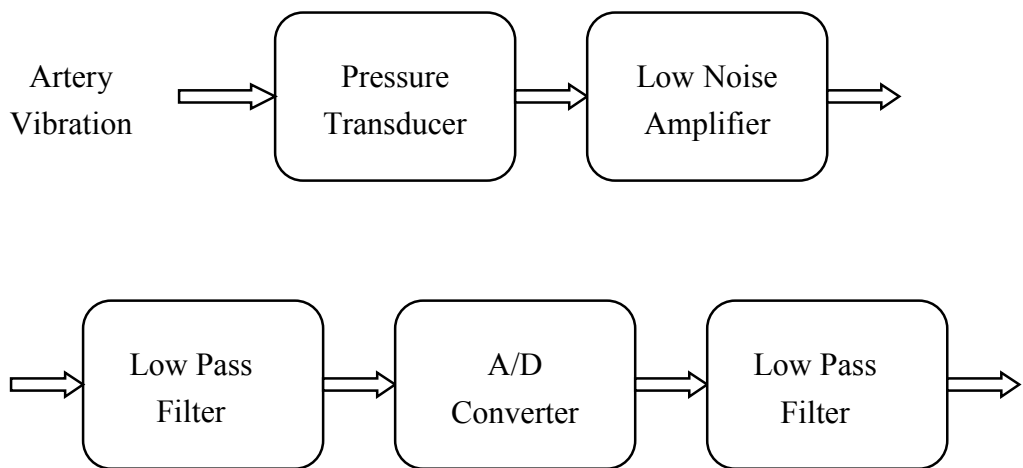 Artery
Vibration
Pressure
Transducer
Low Noise
Amplifier
Low Pass
Filter
A/D
Converter
Low Pass
Filter